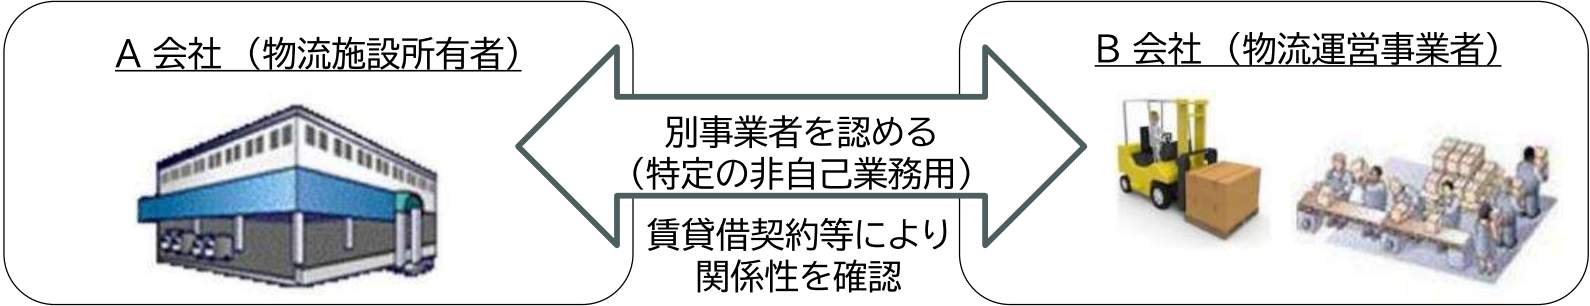 A 会社（物流施設所有者）
別事業者を認める
（特定の非自己業務用）
賃貸借契約等により
関係性を確認
B 会社（物流運営事業者）